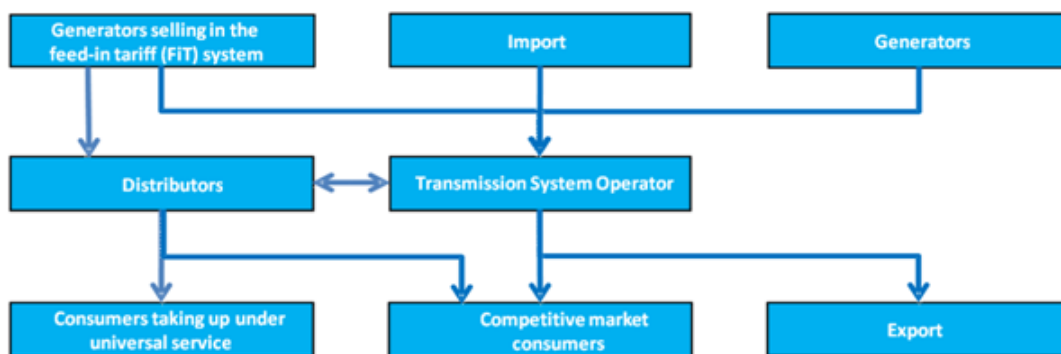 Generators selling in the
feed-in tariff (FiT) system
Import
Generators
Distributors
Transmission System Operator
Consumers taking up under
universal service
Competitive market
consumers
Export